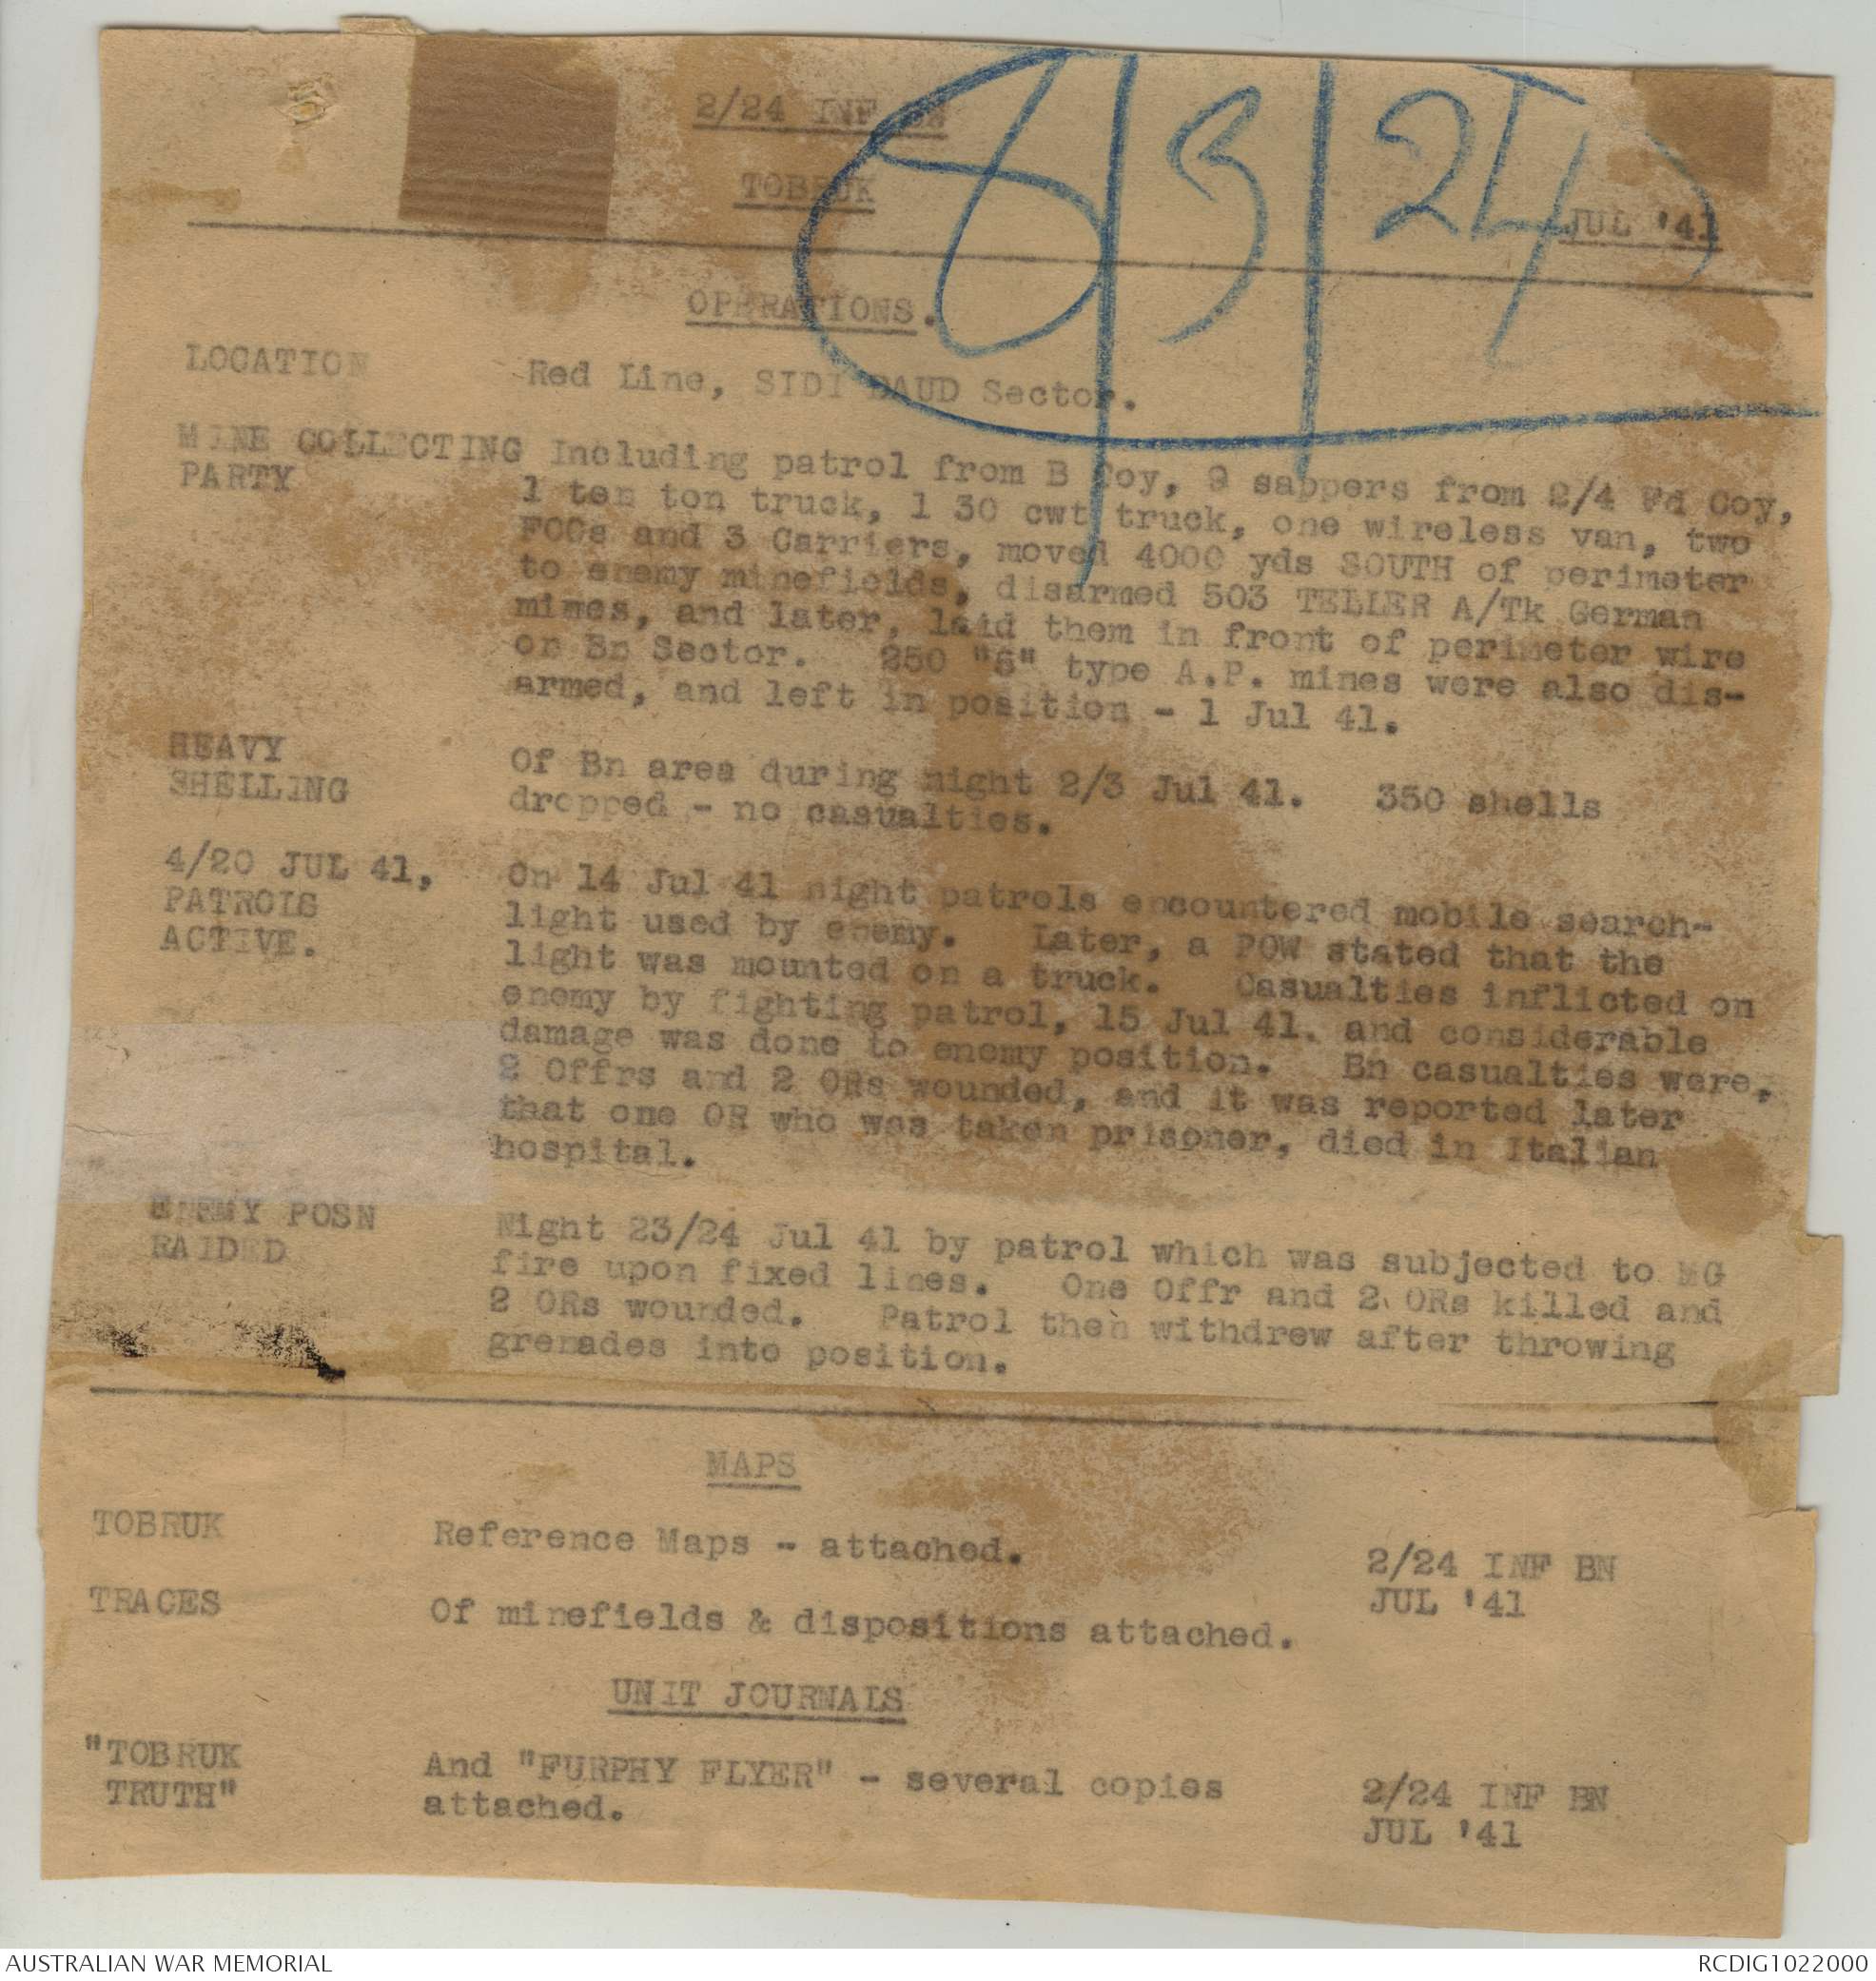 2/24 INF BN
8/3/24
TOBRUK
JUL '41
OPERATIONS.
LOCATION Red Line, SIDI DAUD Sector.
MINE COLLECTING Including patrol from B Coy, 9 sappers from 2/4 Fd Coy,
PARTY 1 ten ton truck, 1 30 cwt truck, one wireless van, two
FOOs and 3 Carriers, moved 4000 yds SOUTH of perimeter
to enemy minefields, disarmed 503 TELLER A/Tk German
mines, and later, laid them in front of perimeter wire
on Bn Sector. 250 "S" type A.P. mines were also dis-
armed, and left in position - 1 Jul 41.
HEAVY Of Bn area during night 2/3 Jul 41. 350 shells
SHELLING dropped - no casualties.
4/20 JUL 41, On 14 Jul 41 night patrols encountered mobile search-
PATROLS light used by enemy. Later, a POW stated that the
ACTIVE. light was mounted on a truck. Casualties inflicted on
enemy by fighting patrol, 15 Jul 41. and considerable
damage was done to enemy position. Bn casualties were,
2 Offrs and 2 ORs wounded, and it was reported later
that one OR who was taken prisoner, died in Italian
hospital.
ENEMY POSN Night 23/24 Jul 41 by patrol which was subjected to MG
RAIDED fire upon fixed lines. One Offr and 2 ORs killed and
2 ORs wounded. Patrol then withdrew after throwing
grenades into position.
MAPS
TOBRUK Reference Maps - attached. 2/24 INF BN
JUL '41
TRACES Of minefields & dispositions attached.
UNIT JOURNALS
"TOBRUK And "FURPHY FLYER" - several copies 2/24 INF BN
TRUTH" attached. JUL '41
AUSTRALIAN WAR MEMORIAL
RCDIG1022000